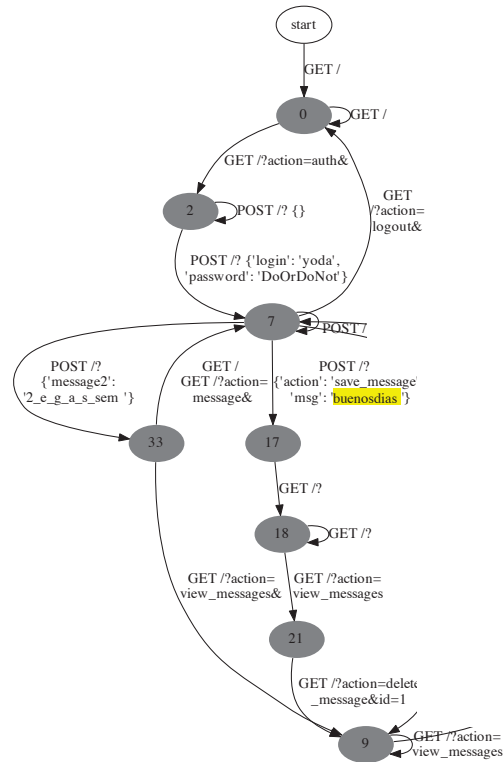 start
GET /
0
GET /
GET /?action=auth&
GET
/?action=
logout&
2
POST /? {}
POST /? {'login': 'yoda',
'password': 'DoOrDoNot'}
7
POST /
POST /?
{'message2':
'2_e_g_a_s_sem '}
GET /
GET /?action=
message&
POST /?
{'action': 'save_message'
'msg': 'buenosdias '}
33
17
GET /?
18
GET /?
GET /?action=
view_messages&
GET /?action=
view_messages
21
GET /?action=delete
_message&id=1
9
GET /?action=
view_messages